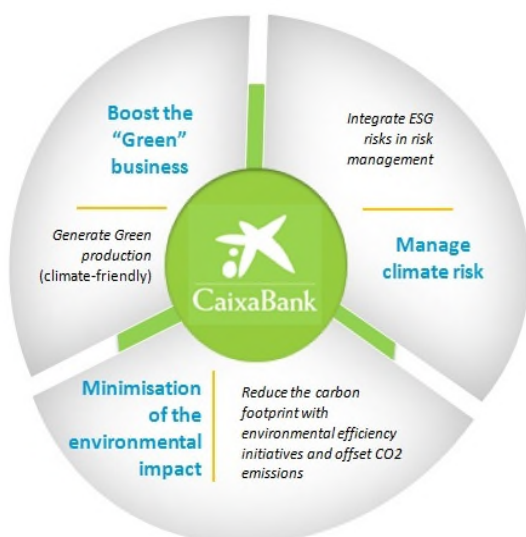 Boost the
“Green”
business
Generate Green
production
(climate-friendly)
Integrate ESG
risks in risk
management
Manage
climate risk
CaixaBank
Minimisation
of the
environmental
impact
Reduce the carbon
footprint with
environmental efficiency
initiatives and offset CO2
emissions